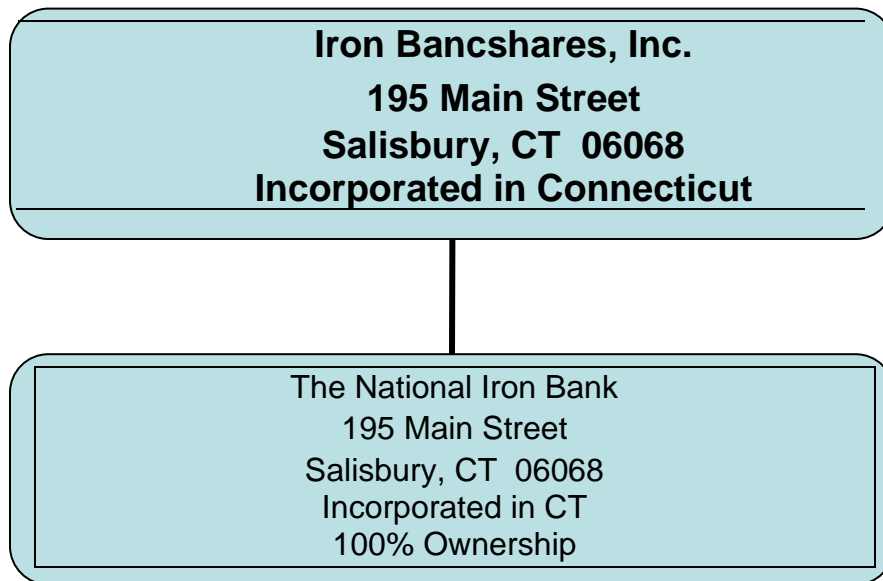 Iron Bancshares, Inc.
195 Main Street
Salisbury, CT  06068
Incorporated in Connecticut
The National Iron Bank
195 Main Street
Salisbury, CT  06068
Incorporated in CT
100% Ownership